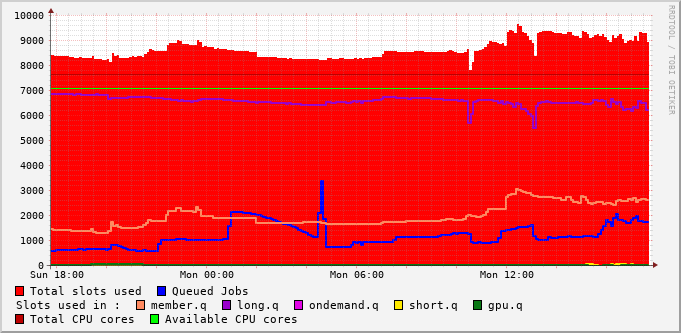 10000
9000
8000
7000
6000
5000
4000
3000
2000
1000
0
Sun 18:00 Mon 00:00 Mon 06:00 Mon 12:00
Total slots used Queued Jobs
Slots used in : member.q long.q ondemand.q short.q gpu.q
Total CPU cores Available CPU cores
RRDTOOL / TOBI OETIKER